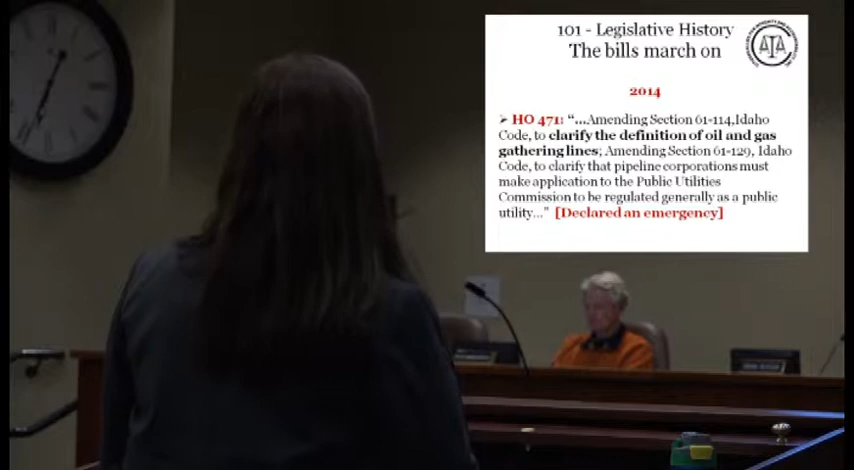 101 - Legislative History
The bills march on
2014
➢ HO 471: “…Amending Section 61-114,Idaho
Code, to clarify the definition of oil and gas
gathering lines; Amending Section 61-129, Idaho
Code, to clarify that pipeline corporations must
make application to the Public Utilities
Commission to be regulated generally as a public
utility…” [Declared an emergency]